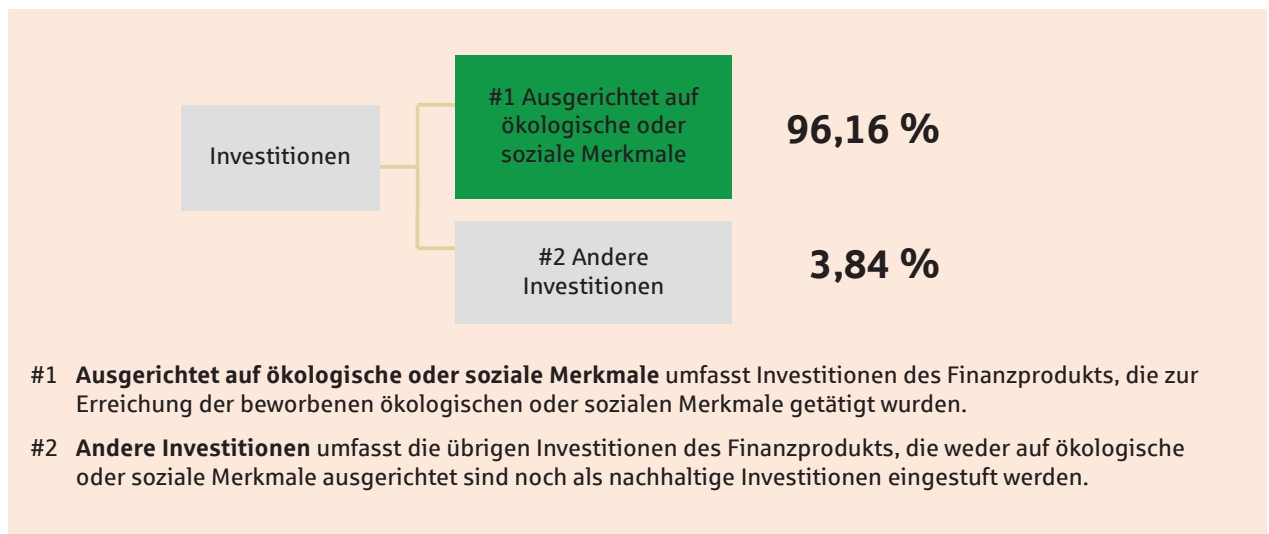 Investitionen
#1 Ausgerichtet auf
ökologische oder
soziale Merkmale
96,16 %
#2 Andere
Investitionen
3,84 %
#1 Ausgerichtet auf ökologische oder soziale Merkmale umfasst Investitionen des Finanzprodukts, die zur
Erreichung der beworbenen ökologischen oder sozialen Merkmale getätigt wurden.
#2 Andere Investitionen umfasst die übrigen Investitionen des Finanzprodukts, die weder auf ökologische
oder soziale Merkmale ausgerichtet sind noch als nachhaltige Investitionen eingestuft werden.